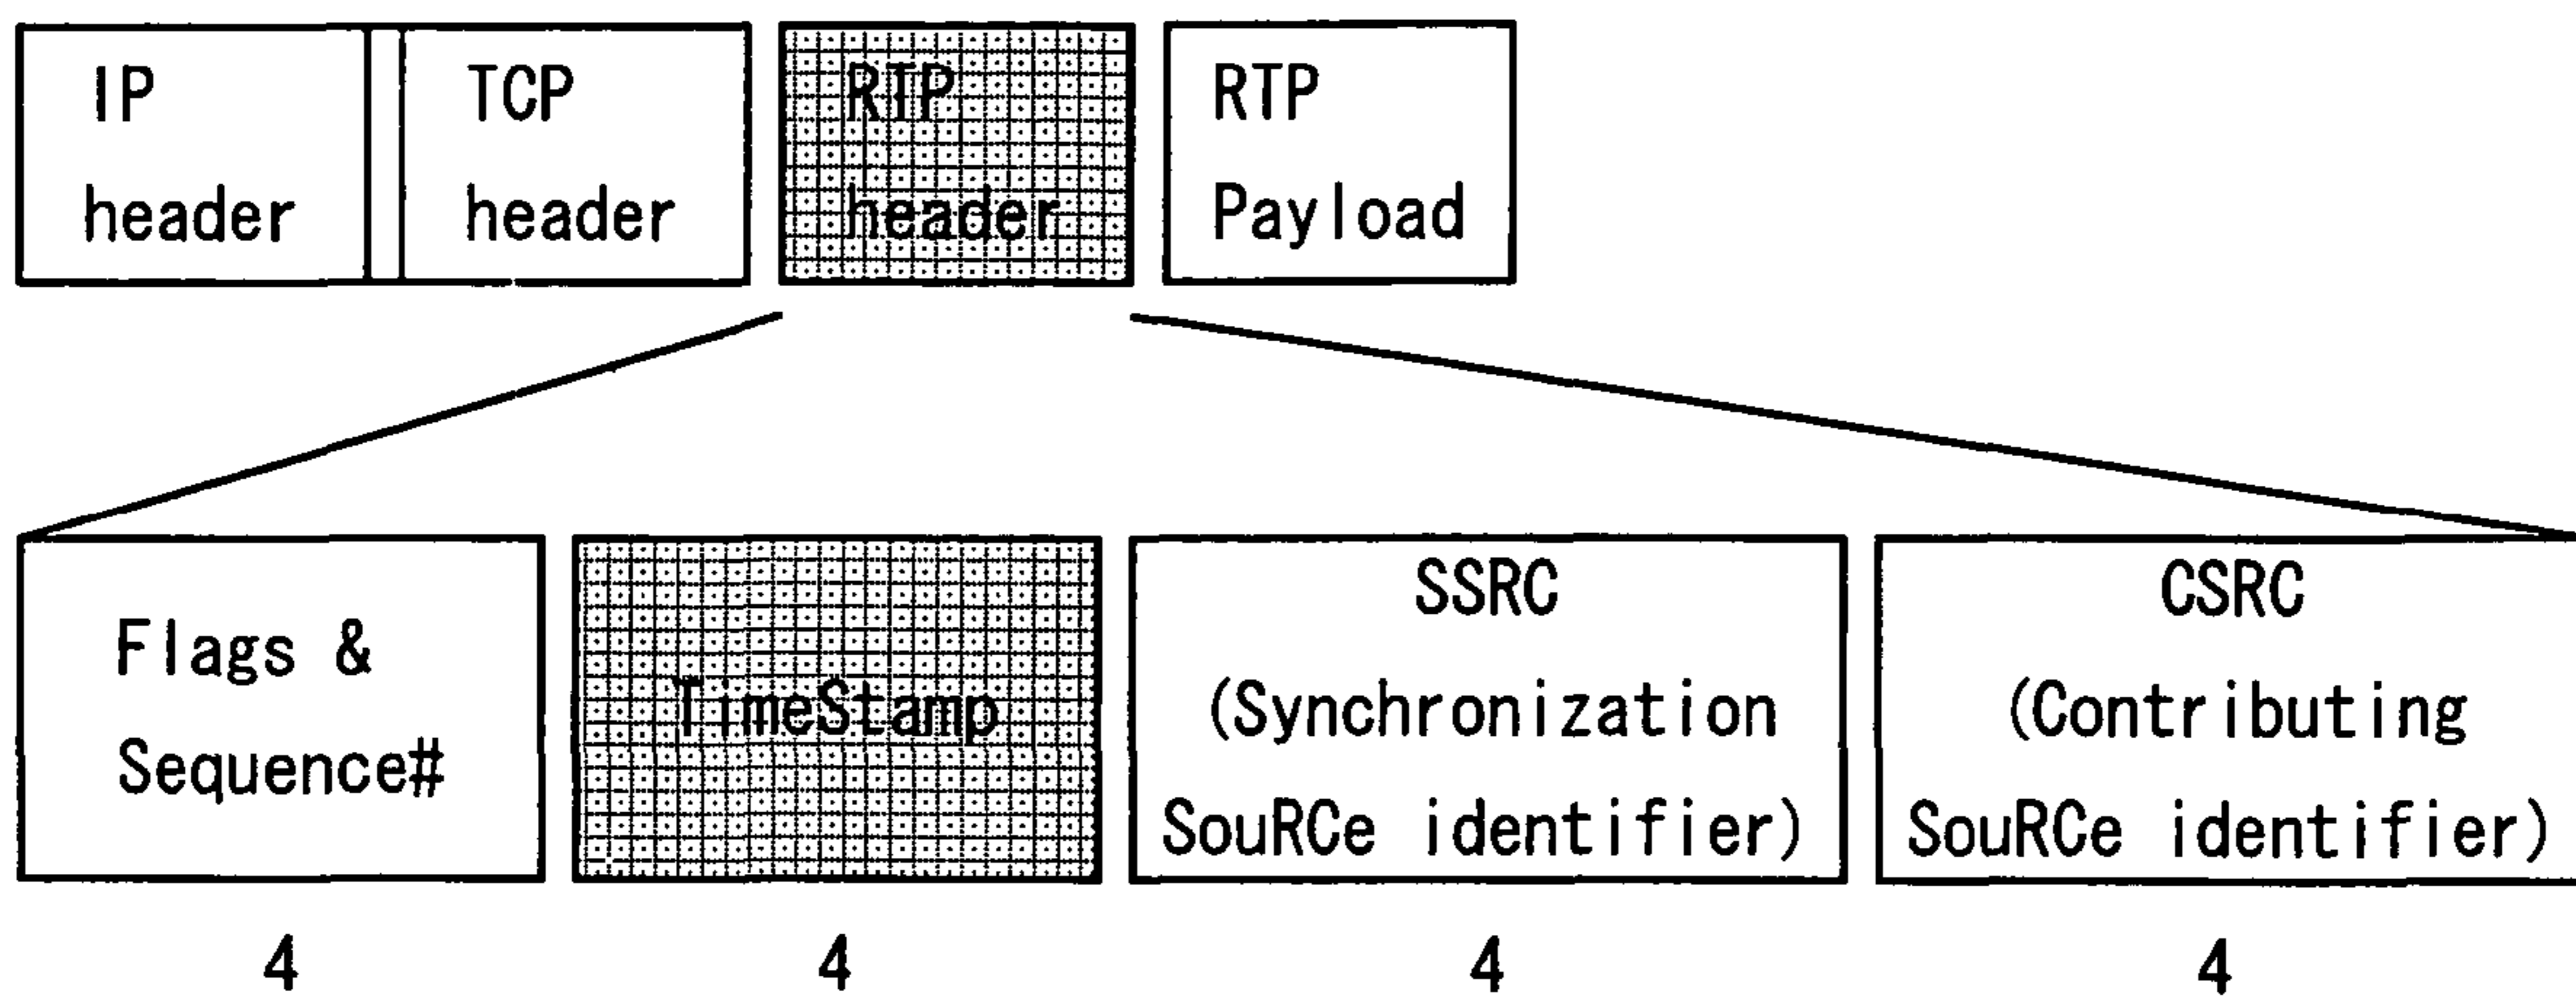 IP TCP RTP RTP
header header header Payload
Flags &
Sequence#
TimeStamp
SSRC
(Synchronization
SouRCe identifier)
CSRC
(Contributing
SouRCe identifier)
4 4 4 4